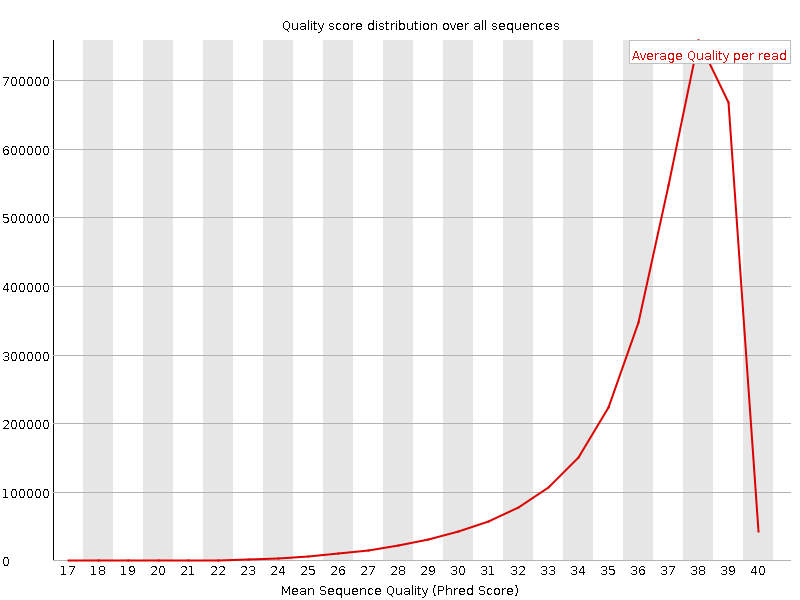 Quality score distribution over all sequences
Average Quality per read
700000
600000
500000
400000
300000
200000
100000
0
17 18 19 20 21 22 23 24 25 26 27 28 29 30 31 32 33 34 35 36 37 38 39 40
Mean Sequence Quality (Phred Score)